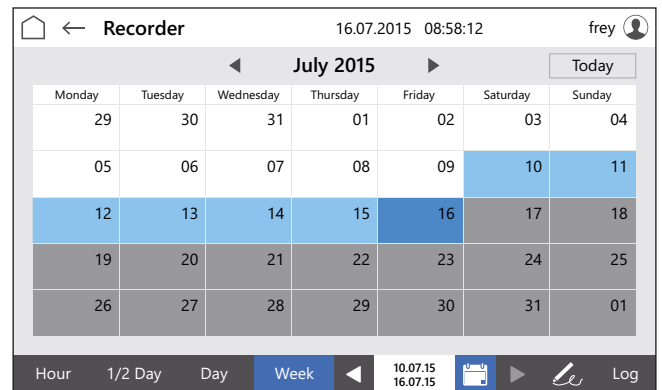 Recorder 16.07.2015 08:58:12 frey
July 2015 Today
Monday Tuesday Wednesday Thursday Friday Saturday Sunday
29 30 31 01 02 03 04
05 06 07 08 09 10 11
12 13 14 15 16 17 18
19 20 21 22 23 24 25
26 27 28 29 30 31 01
Hour 1/2 Day Day Week 10.07.15 Log
16.07.15